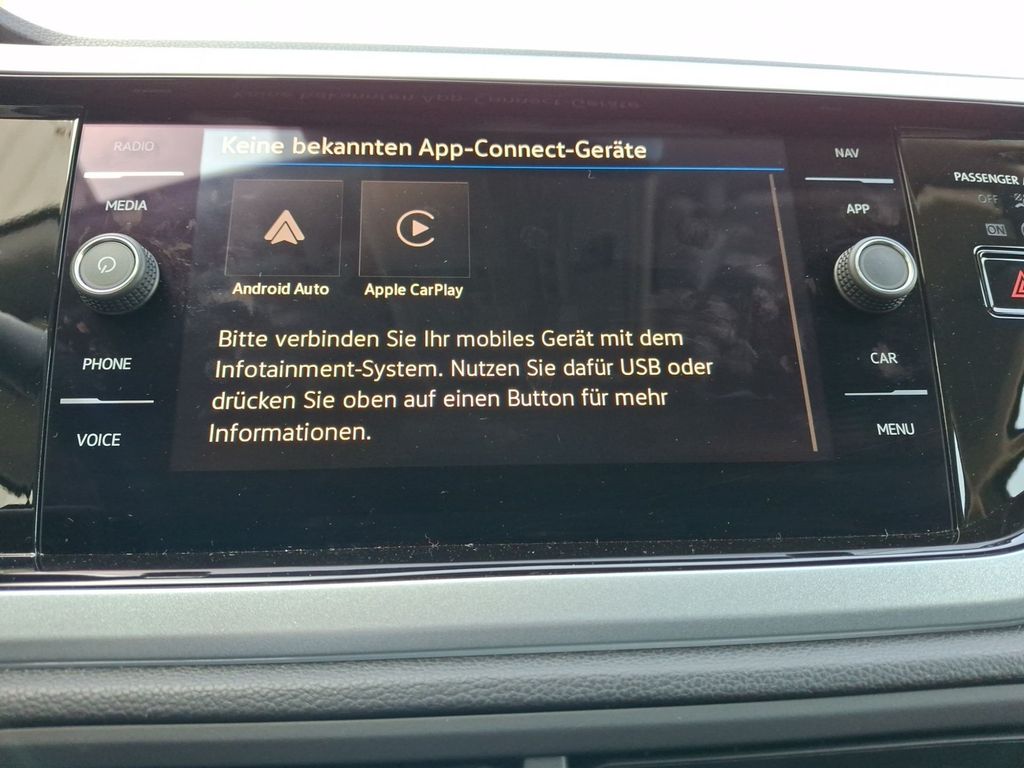 RADIO
MEDIA
PHONE
VOICE
Keine bekannten App-Connect-Geräte
Android Auto
Apple CarPlay
Bitte verbinden Sie Ihr mobiles Gerät mit dem
Infotainment-System. Nutzen Sie dafür USB oder
drücken Sie oben auf einen Button für mehr
Informationen.
NAV
APP
CAR
MENU
PASSENGER
OFF
ON